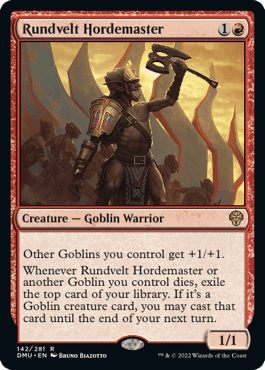 Rundvelt Hordemaster 1
Creature — Goblin Warrior
Other Goblins you control get +1/+1.
Whenever Rundvelt Hordemaster or
another Goblin you control dies, exile
the top card of your library. If it's a
Goblin creature card, you may cast that
card until the end of your next turn.
1/1
142/281 R
DMU • EN Bruno Biazotto
™ & © 2022 Wizards of the Coast